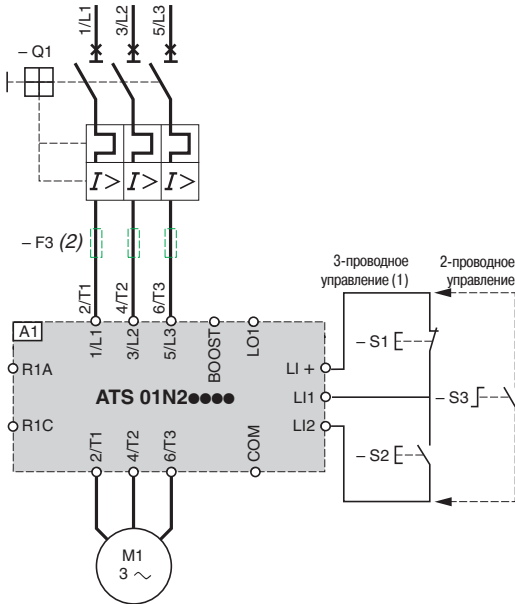 1/L1 3/L2 5/L3
– Q1
I> I> I>
– F3 (2)
2/T1 4/T2 6/T3
3-проводное управление (1)
2-проводное управление
A1
1/L1 3/L2 5/L3 BOOST LO1
R1A
ATS 01N2●●●●
R1C
LI +
LI1
LI2
– S1
– S3
– S2
2/T1 4/T2 6/T3 COM
M1
3 ~